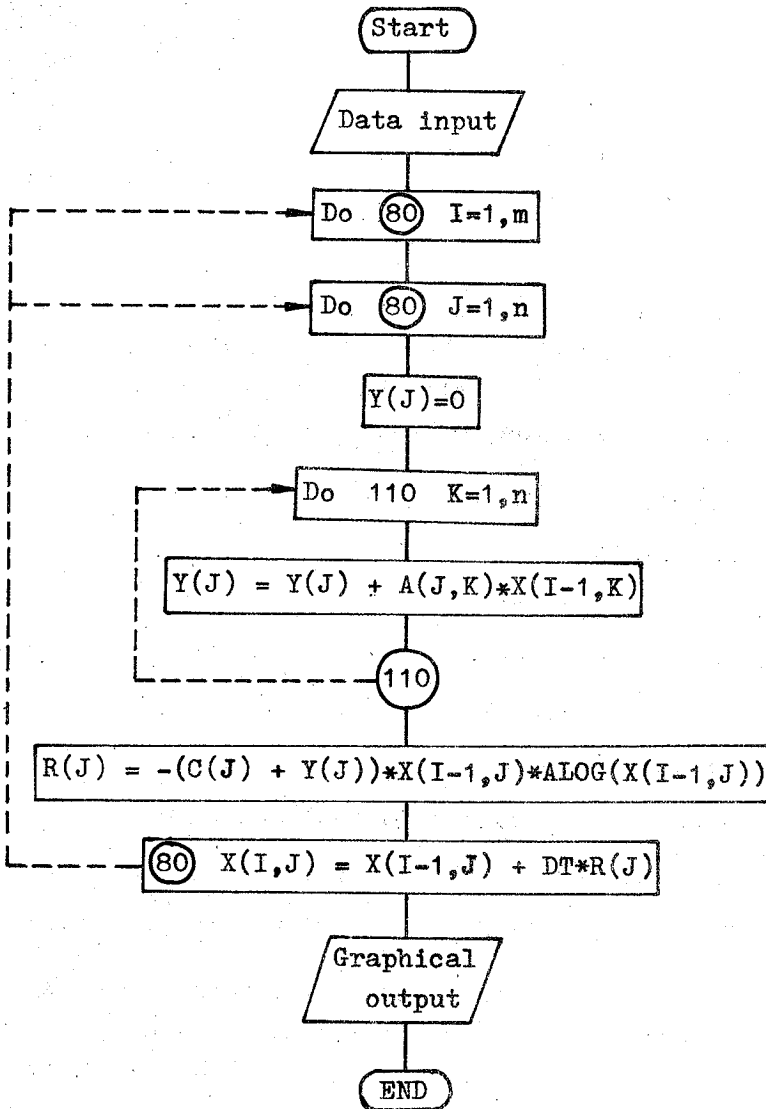 Start
Data input
Do 80 I=1,m
Do 80 J=1,n
Y(J)=0
Do 110 K=1,n
Y(J) = Y(J) + A(J,K)*X(I-1,K)
110
R(J) = -(C(J) + Y(J))*X(I-1,J)*ALOG(X(I-1,J))
80 X(I,J) = X(I-1,J) + DT*R(J)
Graphical
output
END